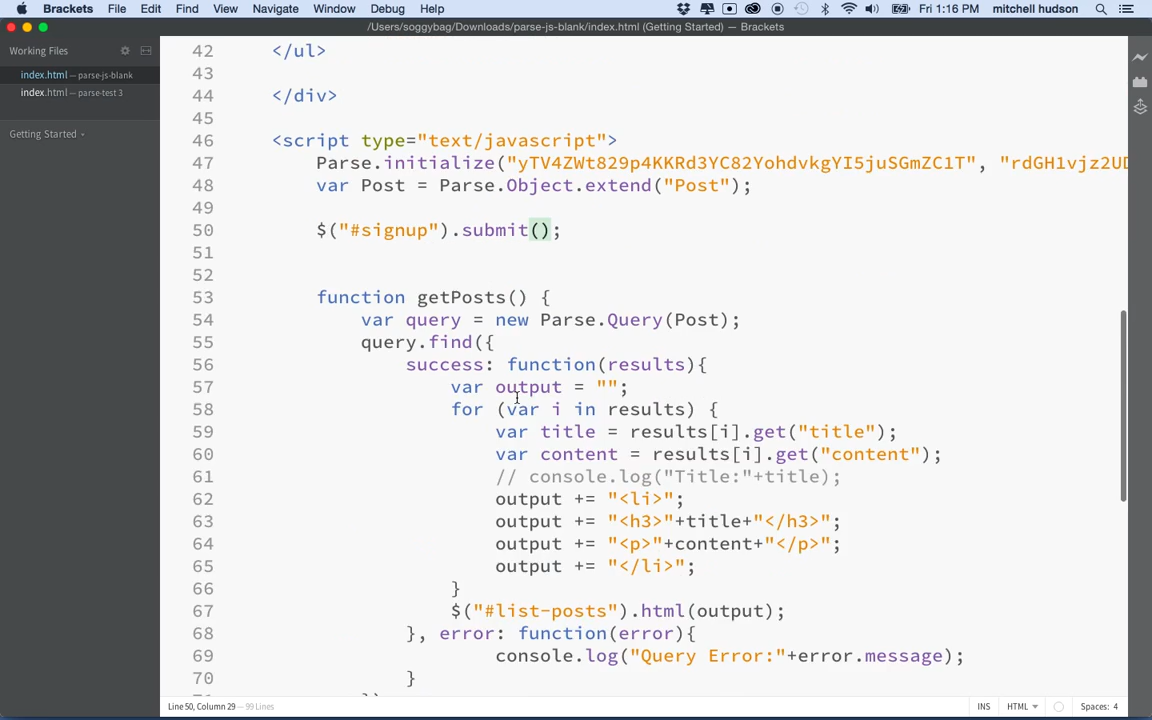 Brackets File Edit Find View Navigate Window Debug Help Fri 1:16 PM mitchell hudson
/Users/soggybag/Downloads/parse-js-blank/index.html (Getting Started) — Brackets
Working Files
index.html — parse-js-blank
index.html — parse-test 3
Getting Started
42 </ul>
43
44 </div>
45
46 <script type="text/javascript">
47 Parse.initialize("yTV4ZWt829p4KKRd3YC82YohdvkgYI5juSGmZC1T", "rdGH1vjz2UD
48 var Post = Parse.Object.extend("Post");
49
50 $("#signup").submit();
51
52
53 function getPosts() {
54 var query = new Parse.Query(Post);
55 query.find({
56 success: function(results){
57 var output = "";
58 for (var i in results) {
59 var title = results[i].get("title");
60 var content = results[i].get("content");
61 // console.log("Title:"+title);
62 output += "<li>";
63 output += "<h3>"+title+"</h3>";
64 output += "<p>"+content+"</p>";
65 output += "</li>";
66 }
67 $("#list-posts").html(output);
68 }, error: function(error){
69 console.log("Query Error:"+error.message);
70 }
Line 50, Column 29 — 99 Lines INS HTML Spaces: 4